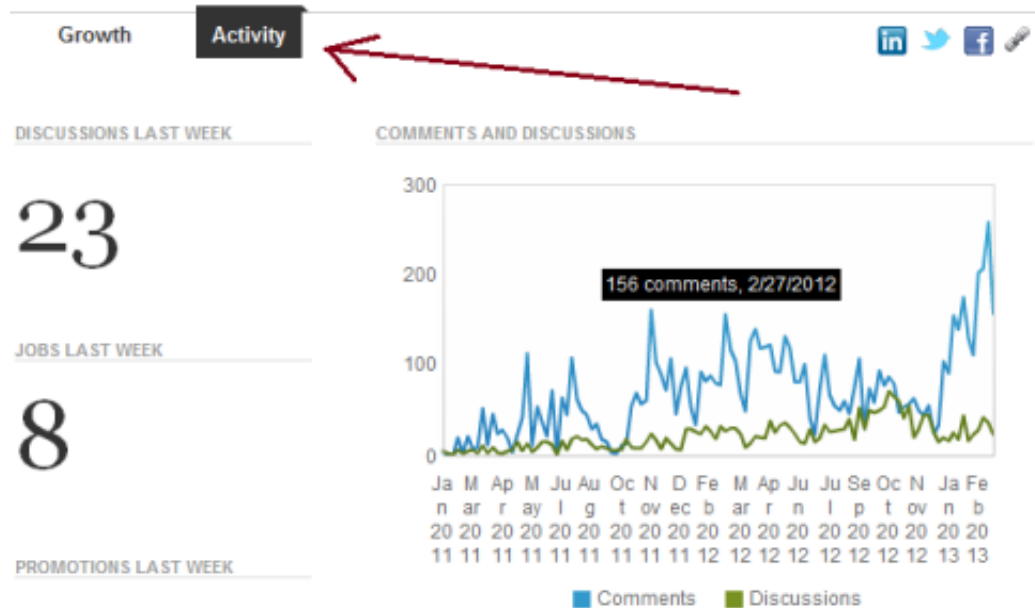 Growth Activity
in f
DISCUSSIONS LAST WEEK
23
JOBS LAST WEEK
8
PROMOTIONS LAST WEEK
COMMENTS AND DISCUSSIONS
300
200
100
0
156 comments, 2/27/2012
Ja M Ap M Ju Au Oc N D Fe M Ap Ju Ju Se Oc N Ja Fe
n ar r ay l g t ov ec b ar r n l p t ov n b
20 20 20 20 20 20 20 20 20 20 20 20 20 20 20 20 20 20 20
11 11 11 11 11 11 11 11 11 12 12 12 12 12 12 12 12 13 13
Comments Discussions